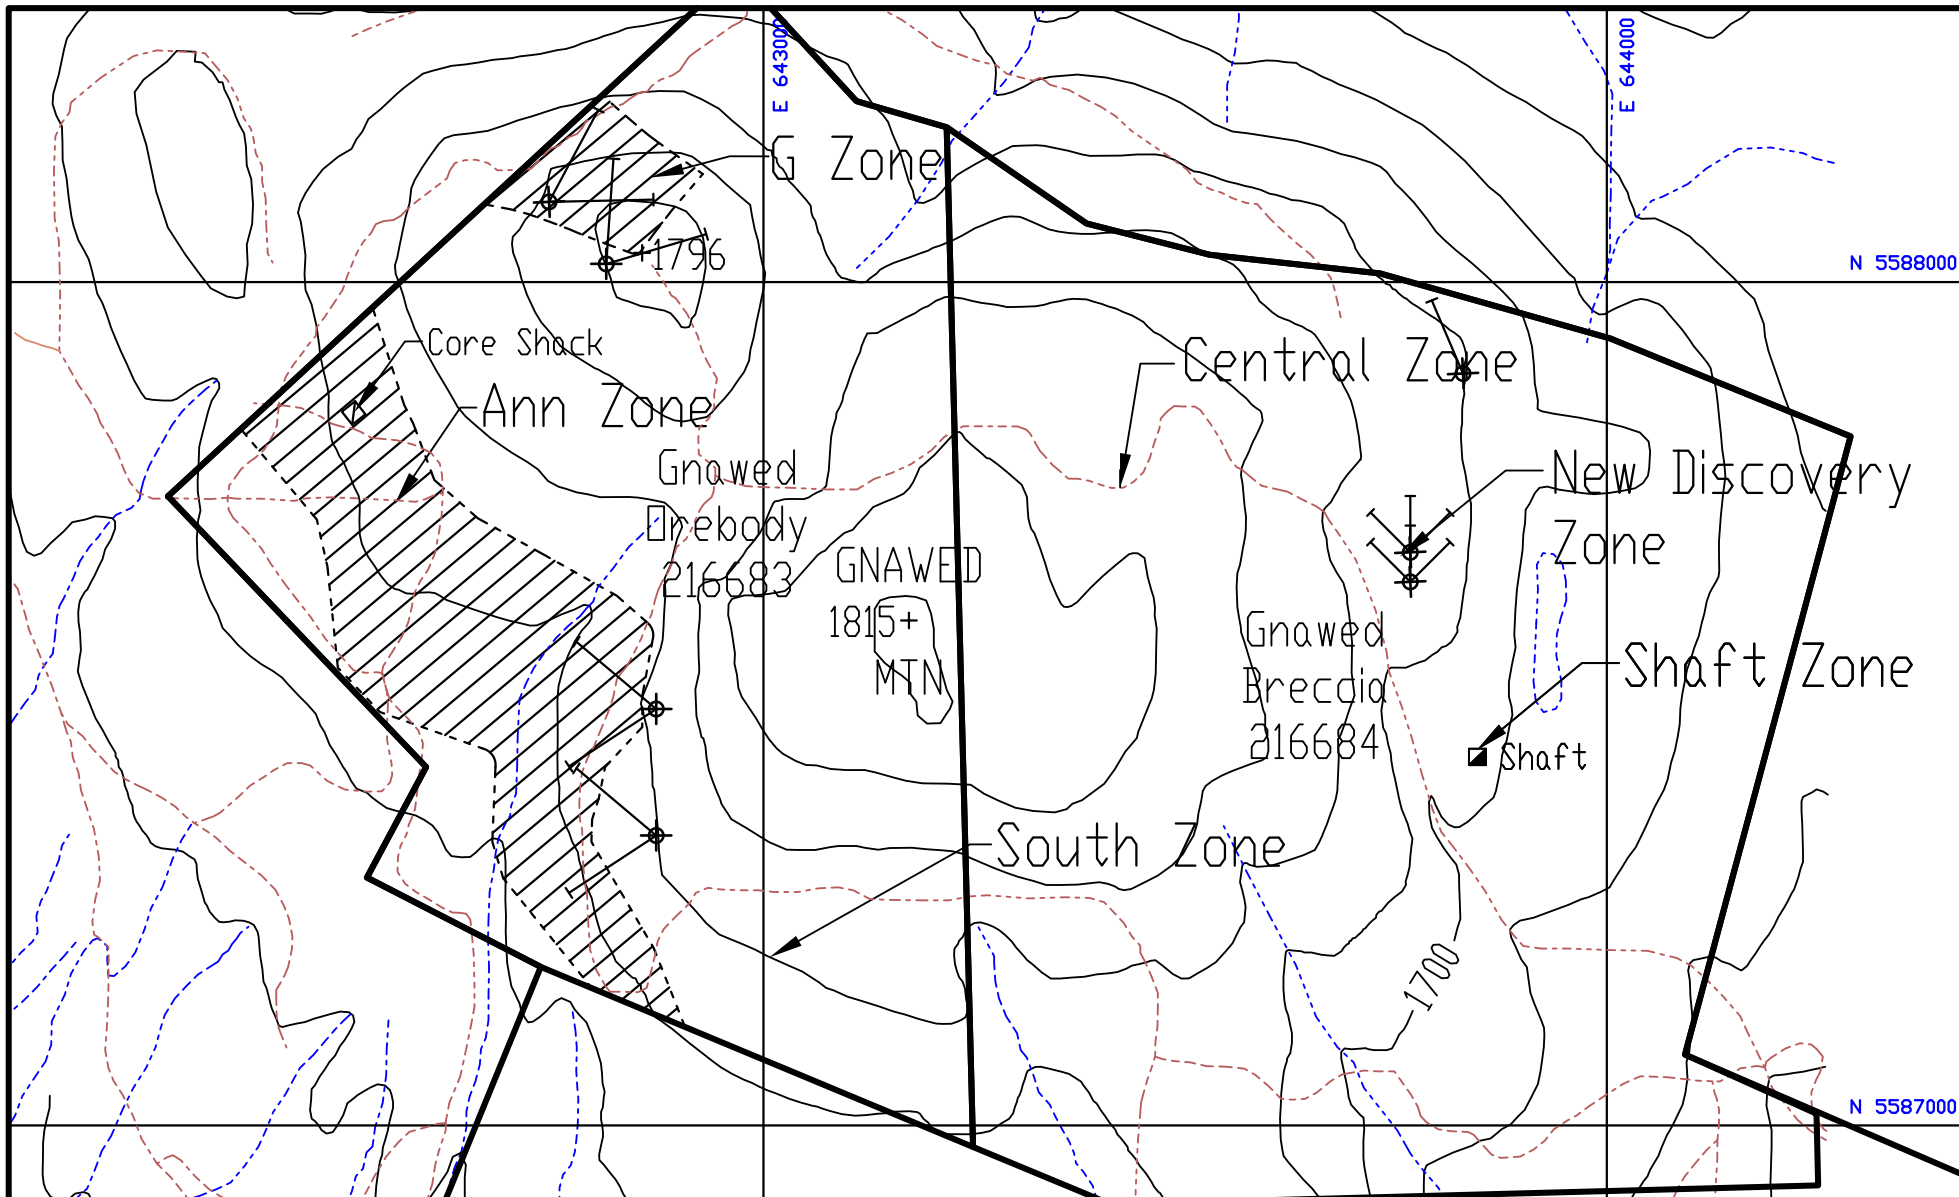 E 643000
E 644000
G Zone
+1796
N 5588000
Core Shack
Ann Zone
Central Zone
Gnawed
Orebody
216683
GNAWED
1815+
MTN
New Discovery
Zone
Gnawed
Breccia
216684
Shaft Zone
Shaft
South Zone
1700
N 5587000